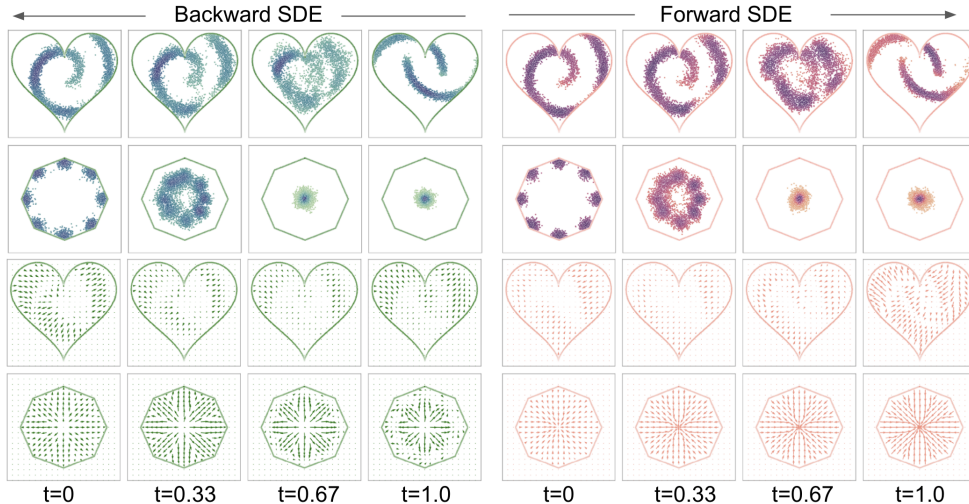 Backward SDE
Forward SDE
t=0
t=0.33
t=0.67
t=1.0
t=0
t=0.33
t=0.67
t=1.0